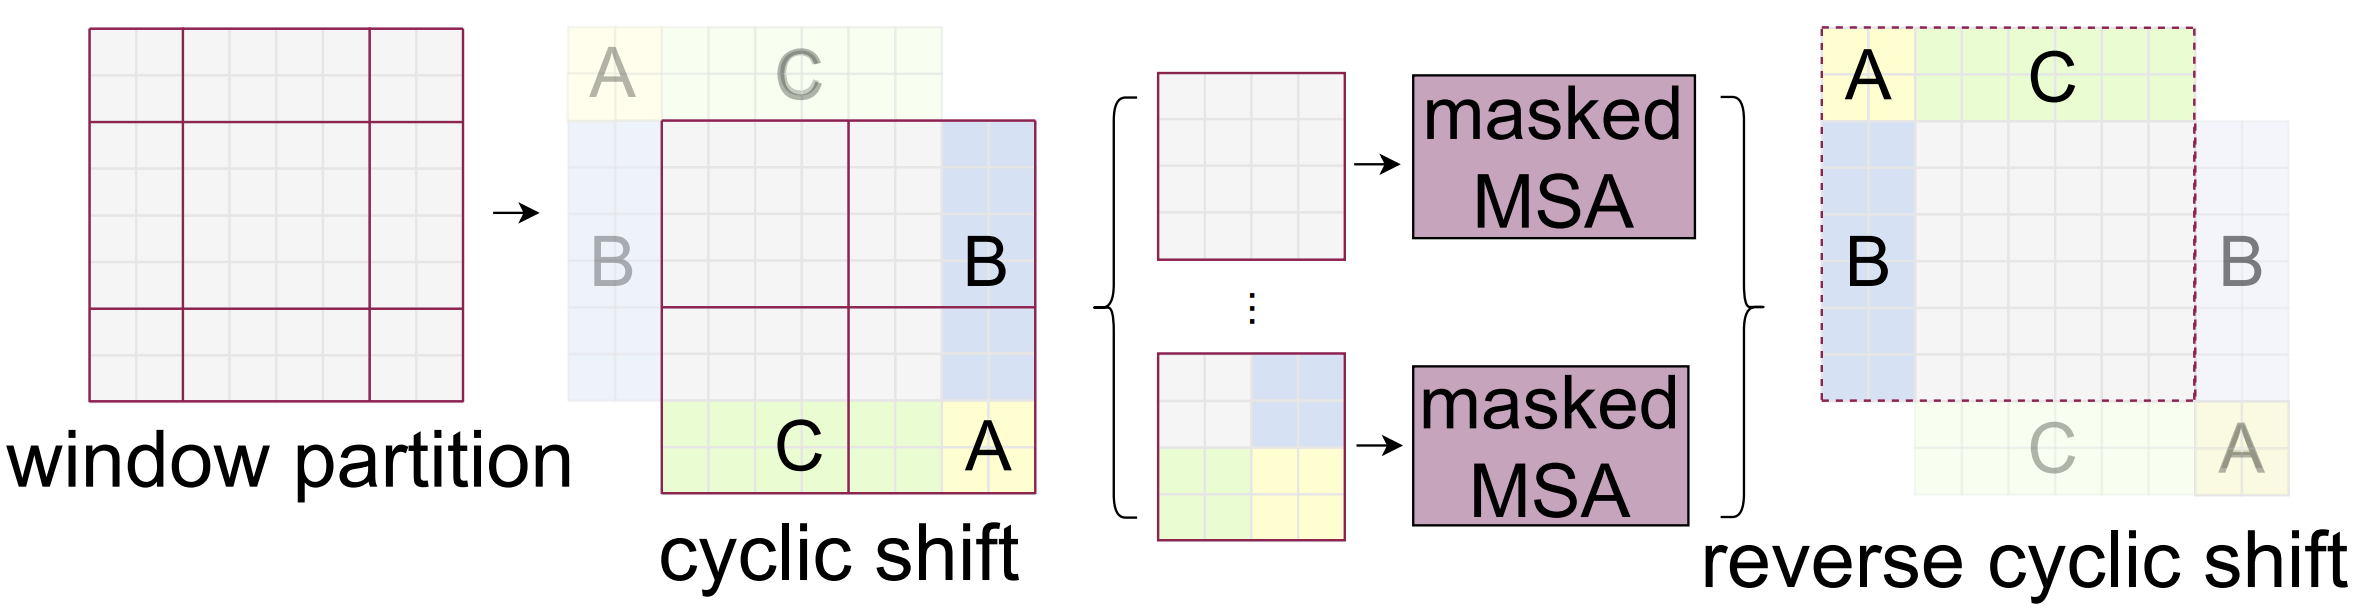 window partition
A
C
B
B
C
A
cyclic shift
masked
MSA
⋮
masked
MSA
A
C
B
B
C
A
reverse cyclic shift